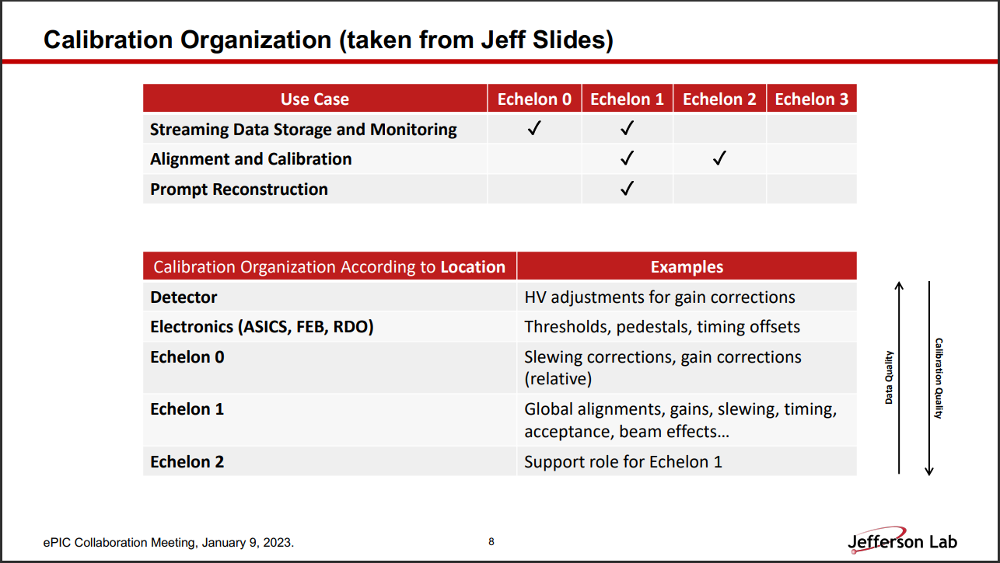 Calibration Organization (taken from Jeff Slides)
Use Case Echelon 0 Echelon 1 Echelon 2 Echelon 3
Streaming Data Storage and Monitoring ✓ ✓
Alignment and Calibration ✓ ✓
Prompt Reconstruction ✓
Calibration Organization According to Location Examples
Detector HV adjustments for gain corrections
Electronics (ASICS, FEB, RDO) Thresholds, pedestals, timing offsets
Echelon 0 Slewing corrections, gain corrections
(relative)
Echelon 1 Global alignments, gains, slewing, timing,
acceptance, beam effects…
Echelon 2 Support role for Echelon 1
Data Quality
Calibration Quality
ePIC Collaboration Meeting, January 9, 2023.
8
Jefferson Lab